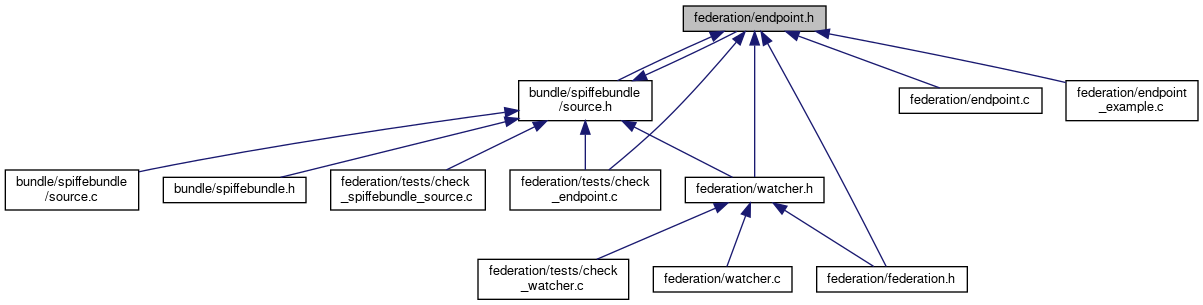 federation/endpoint.h
bundle/spiffebundle
/source.h
federation/endpoint.c
federation/endpoint
_example.c
bundle/spiffebundle
/source.c
bundle/spiffebundle.h
federation/tests/check
_spiffebundle_source.c
federation/tests/check
_endpoint.c
federation/watcher.h
federation/tests/check
_watcher.c
federation/watcher.c
federation/federation.h